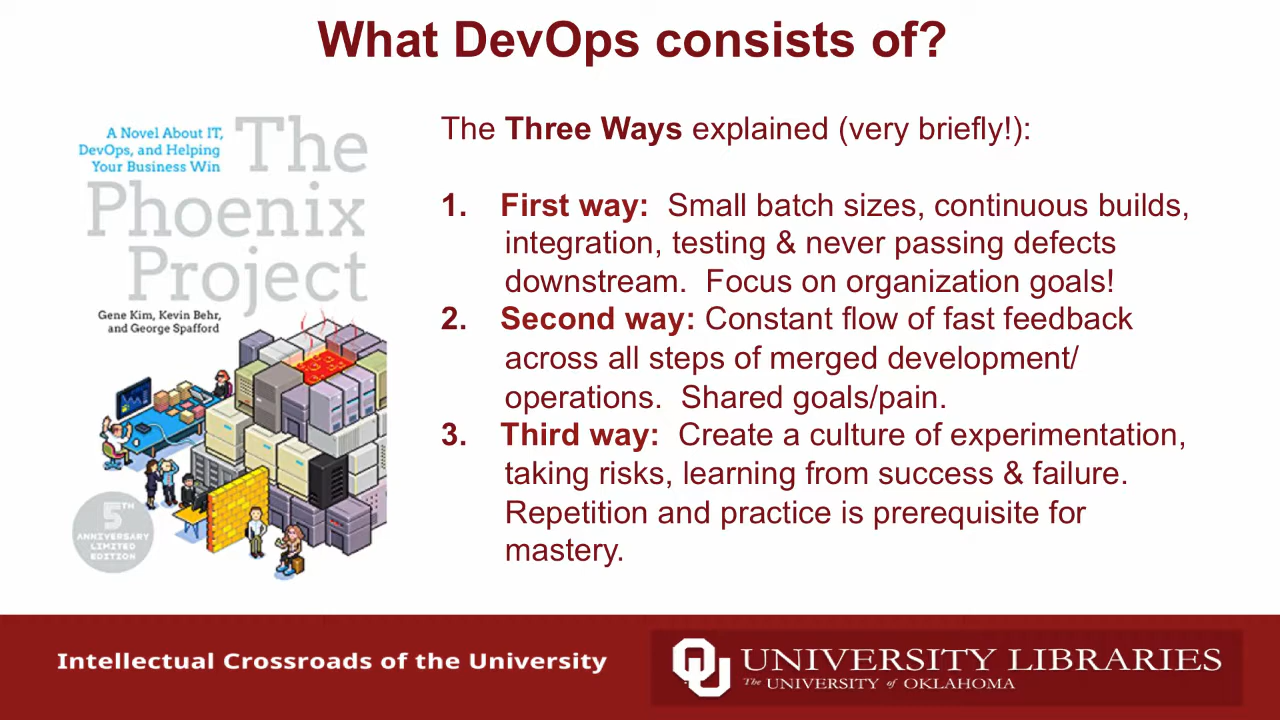 What DevOps consists of?
A Novel About IT,
DevOps, and Helping
Your Business Win
The
Phoenix
Project
Gene Kim, Kevin Behr,
and George Spafford
5TH
ANNIVERSARY
LIMITED
EDITION
The Three Ways explained (very briefly!):
1. First way: Small batch sizes, continuous builds,
integration, testing & never passing defects
downstream. Focus on organization goals!
2. Second way: Constant flow of fast feedback
across all steps of merged development/
operations. Shared goals/pain.
3. Third way: Create a culture of experimentation,
taking risks, learning from success & failure.
Repetition and practice is prerequisite for
mastery.
Intellectual Crossroads of the University
OU
UNIVERSITY LIBRARIES
The UNIVERSITY of OKLAHOMA